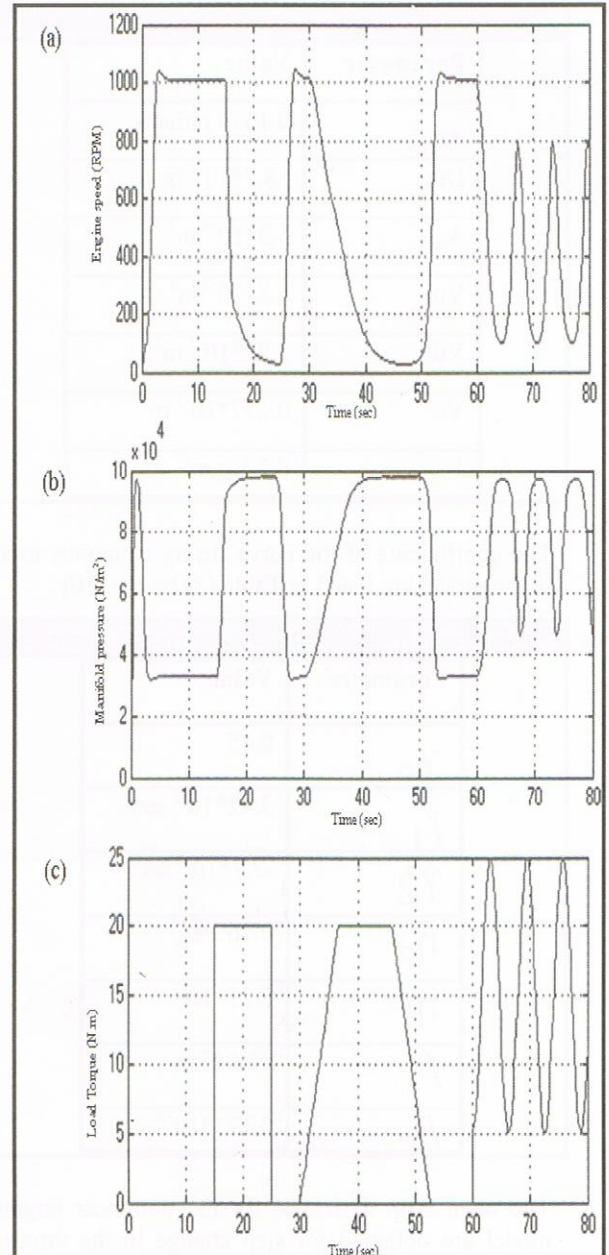 (a)
1200
1000
800
600
400
200
0
Engine speed (RPM)
0 10 20 30 40 50 60 70 80
Time (sec)
(b)
x 10^4
10
8
6
4
2
0
Manifold pressure (N/m²)
0 10 20 30 40 50 60 70 80
Time (sec)
(c)
25
20
15
10
5
0
Load Torque (N.m)
0 10 20 30 40 50 60 70 80
Time (sec)